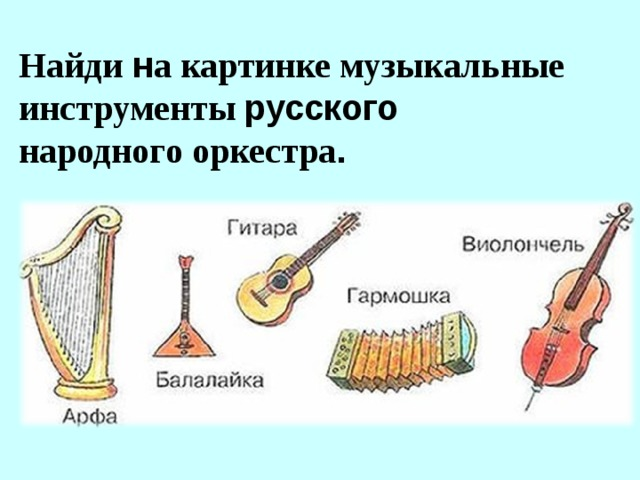 Найди на картинке музыкальные
инструменты русского
народного оркестра.
Гитара
Виолончель
Гармошка
Балалайка
Арфа